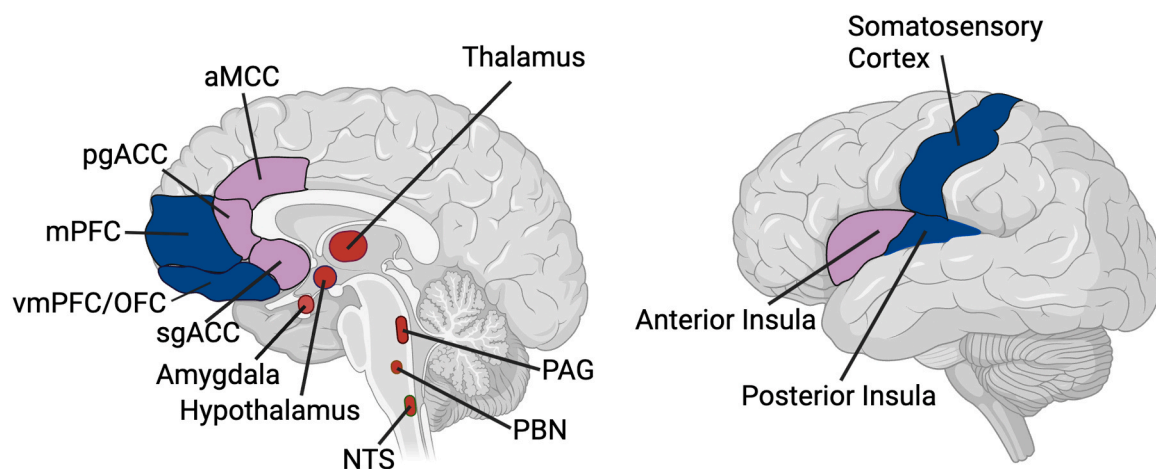 Thalamus
aMCC
pgACC
mPFC
vmPFC/OFC
sgACC
Amygdala
Hypothalamus
NTS
PAG
PBN
Somatosensory
Cortex
Anterior Insula
Posterior Insula